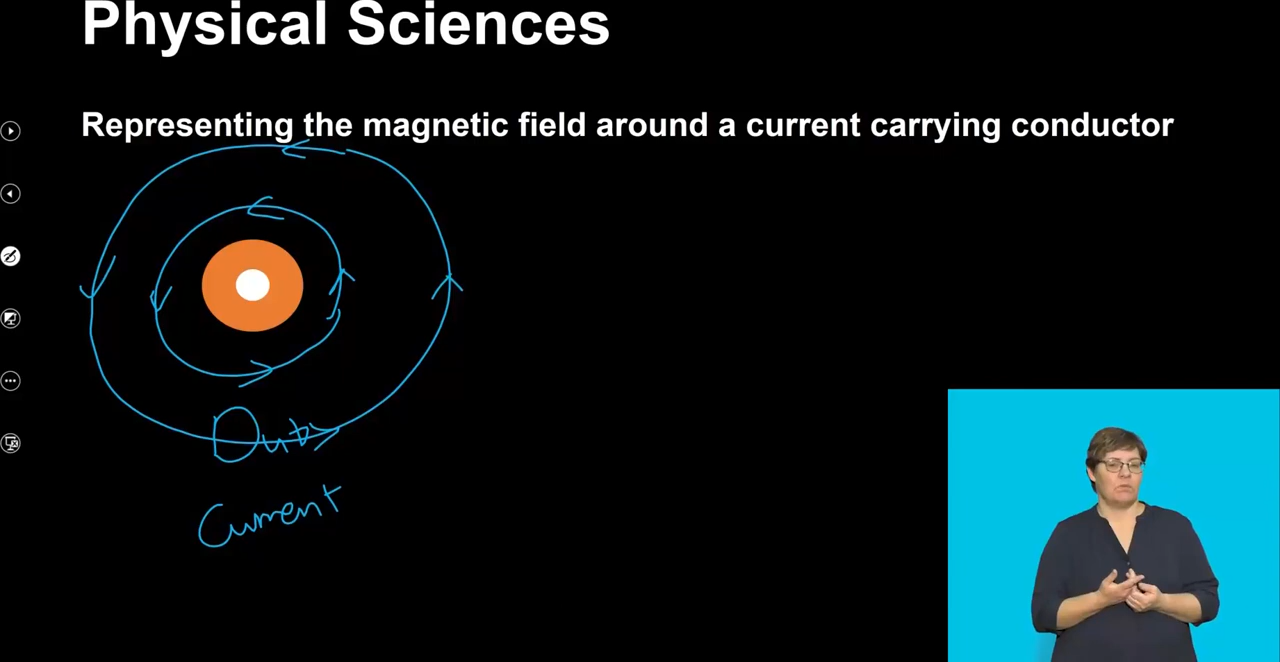 Physical Sciences
Representing the magnetic field around a current carrying conductor
Out
Current